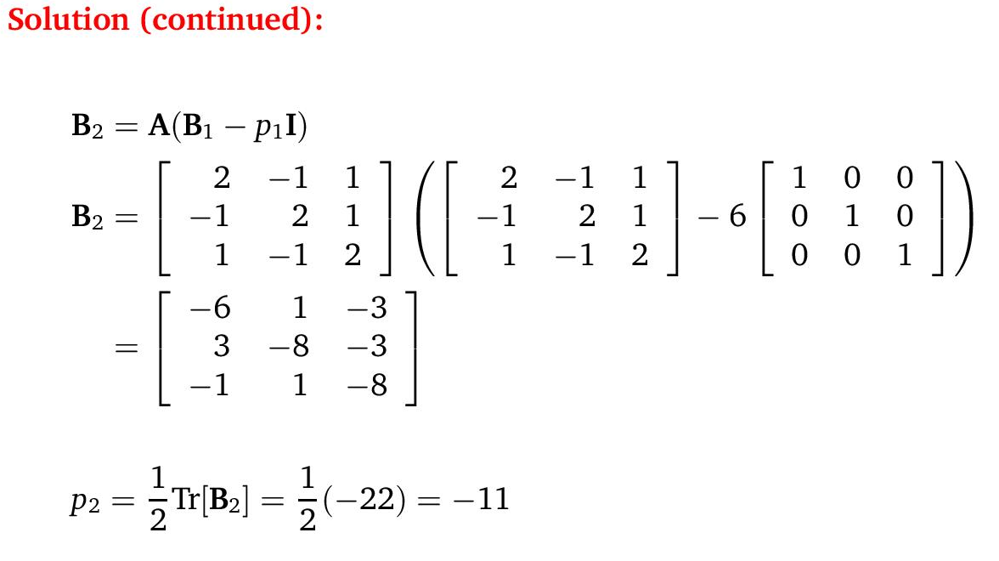 Solution (continued):
B₂ = A(B₁ − p₁I)
B₂ = [ 2 −1 1 ; −1 2 1 ; 1 −1 2 ] ( [ 2 −1 1 ; −1 2 1 ; 1 −1 2 ] − 6 [ 1 0 0 ; 0 1 0 ; 0 0 1 ] )
= [ −6 1 −3 ; 3 −8 −3 ; −1 1 −8 ]
p₂ = 1/2 Tr[B₂] = 1/2 (−22) = −11